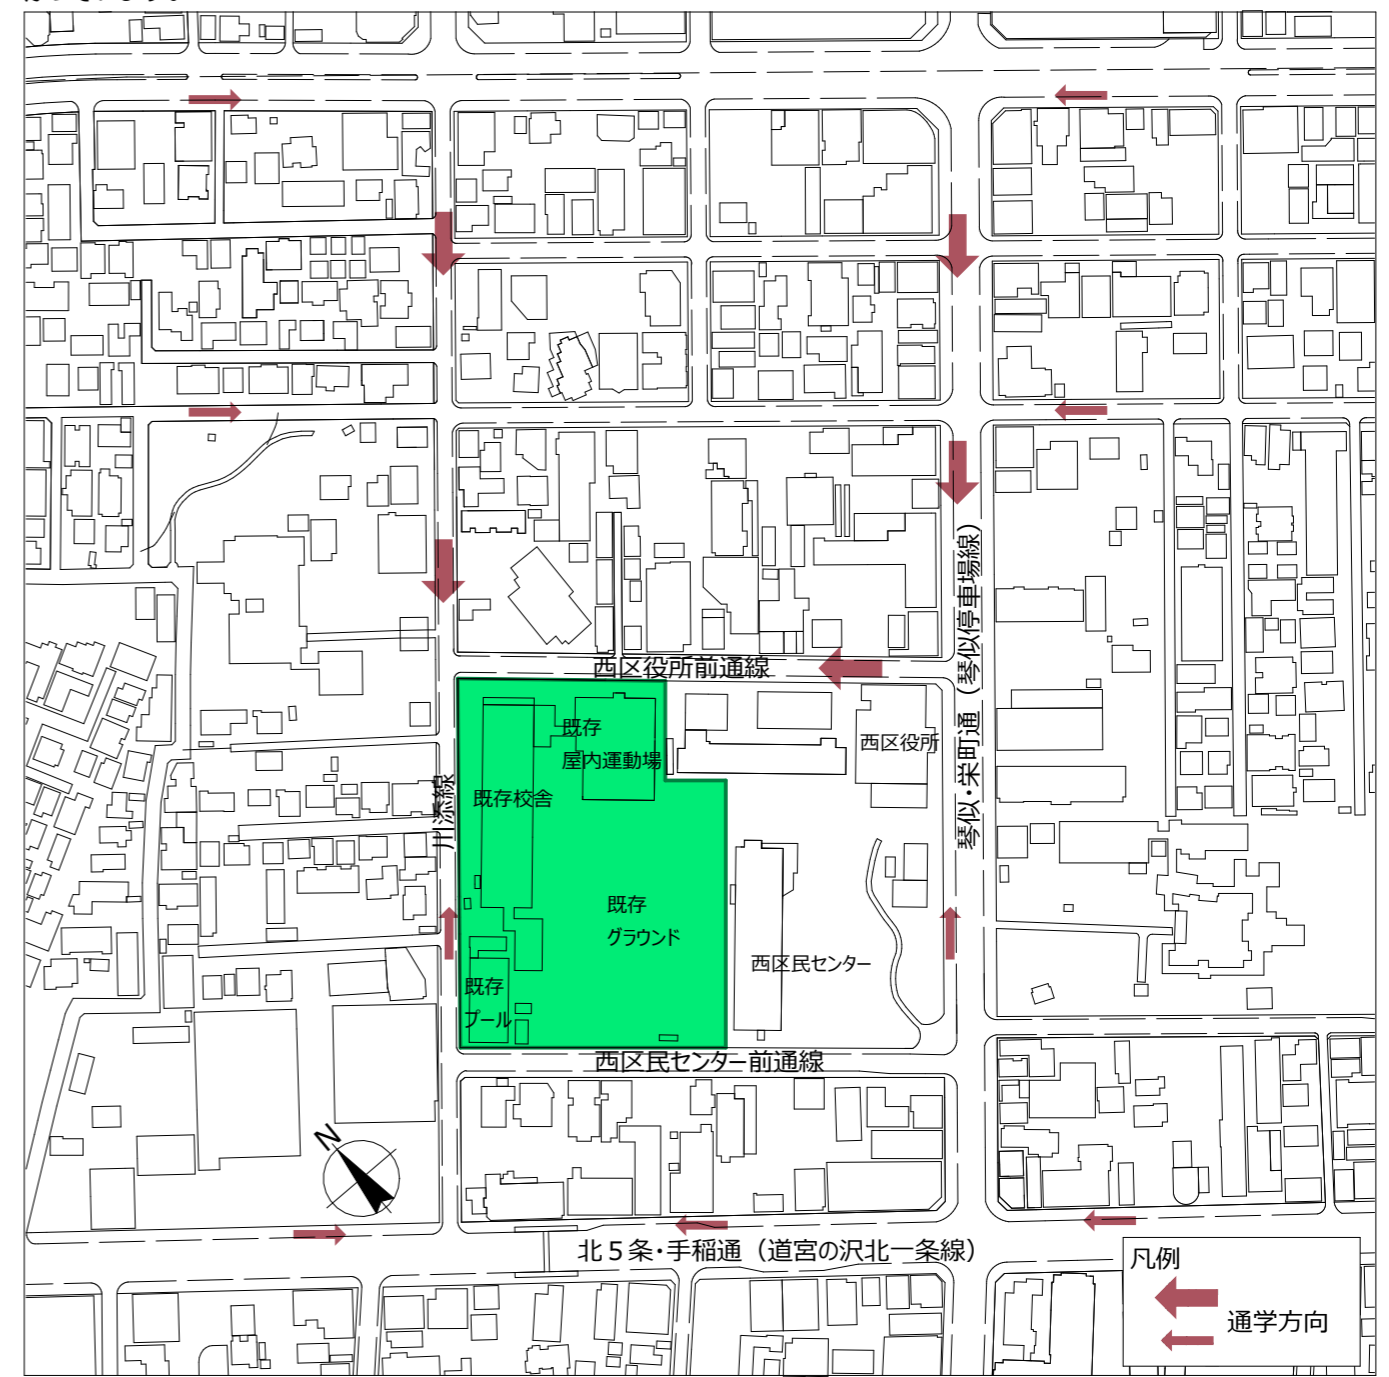 西区役所前通線
琴似・栄町通（琴似停車場線）
川添線
既存
屋内運動場
既存校舎
西区役所
既存
グラウンド
西区民センター
既存
プール
西区民センター前通線
N
北５条・手稲通（道宮の沢北一条線）
凡例
通学方向